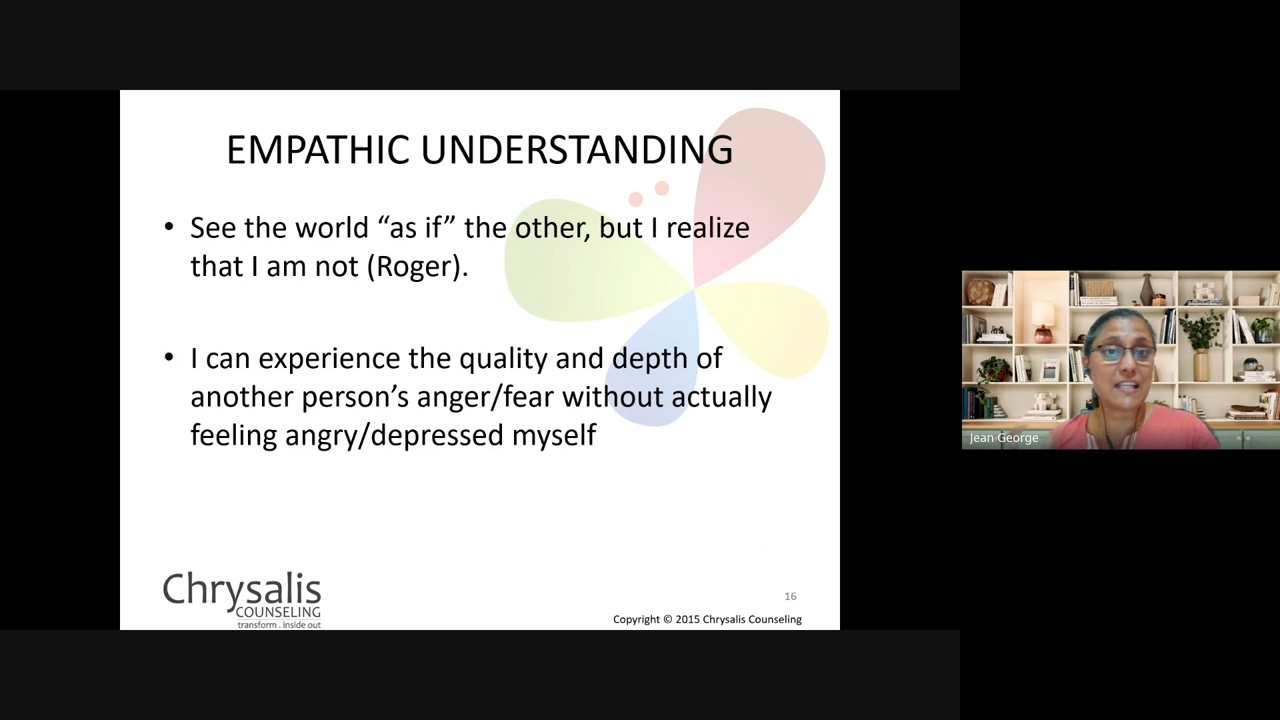 EMPATHIC UNDERSTANDING
• See the world “as if” the other, but I realize
that I am not (Roger).
• I can experience the quality and depth of
another person’s anger/fear without actually
feeling angry/depressed myself
Chrysalis
COUNSELING
transform . inside out
16
Copyright © 2015 Chrysalis Counseling
Jean George